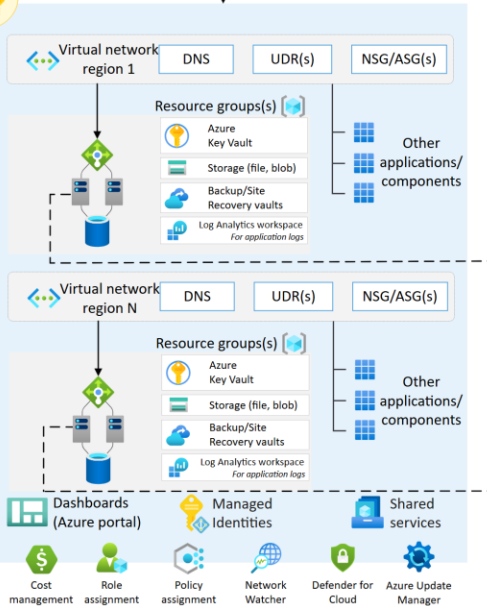 Virtual network
region 1
DNS
UDR(s)
NSG/ASG(s)
Resource groups(s)
Azure
Key Vault
Storage (file, blob)
Backup/Site
Recovery vaults
Log Analytics workspace
For application logs
Other
applications/
components
Virtual network
region N
DNS
UDR(s)
NSG/ASG(s)
Resource groups(s)
Azure
Key Vault
Storage (file, blob)
Backup/Site
Recovery vaults
Log Analytics workspace
For application logs
Other
applications/
components
Dashboards
(Azure portal)
Managed
Identities
Shared
services
Cost
management
Role
assignment
Policy
assignment
Network
Watcher
Defender for
Cloud
Azure Update
Manager